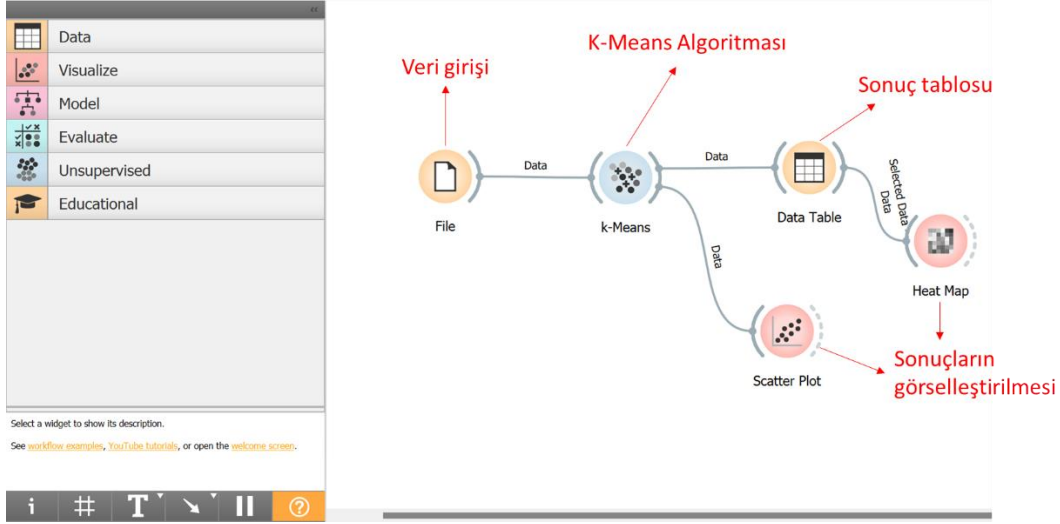 Data
Visualize
Model
Evaluate
Unsupervised
Educational
Select a widget to show its description.
See workflow examples, YouTube tutorials, or open the welcome screen.
i # T ?
Veri girişi
K-Means Algoritması
Sonuç tablosu
File
Data
k-Means
Data
Data Table
Selected Data
Data
Heat Map
Data
Scatter Plot
Sonuçların
görselleştirilmesi